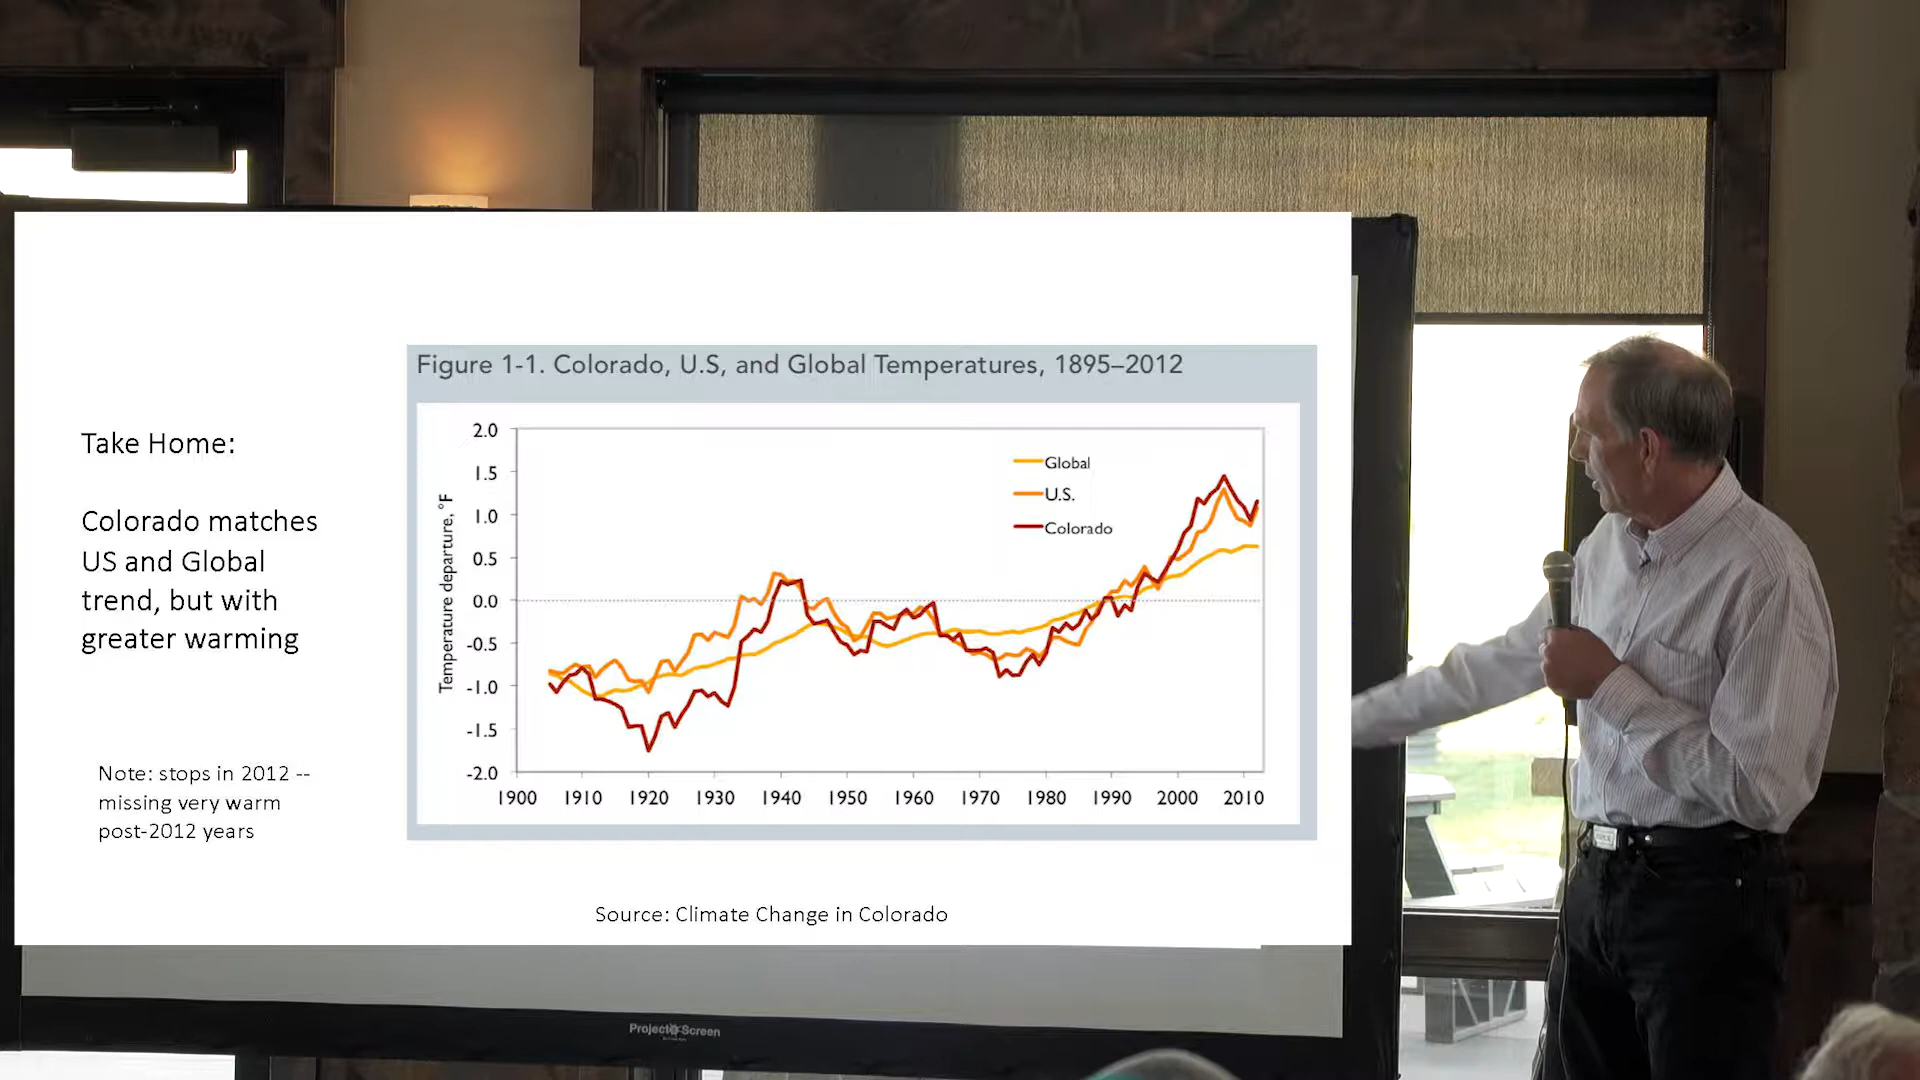 Figure 1-1. Colorado, U.S, and Global Temperatures, 1895–2012
Take Home:
Colorado matches
US and Global
trend, but with
greater warming
Note: stops in 2012 --
missing very warm
post-2012 years
Temperature departure, °F
2.0
1.5
1.0
0.5
0.0
-0.5
-1.0
-1.5
-2.0
Global
U.S.
Colorado
1900 1910 1920 1930 1940 1950 1960 1970 1980 1990 2000 2010
Source: Climate Change in Colorado
Project Screen